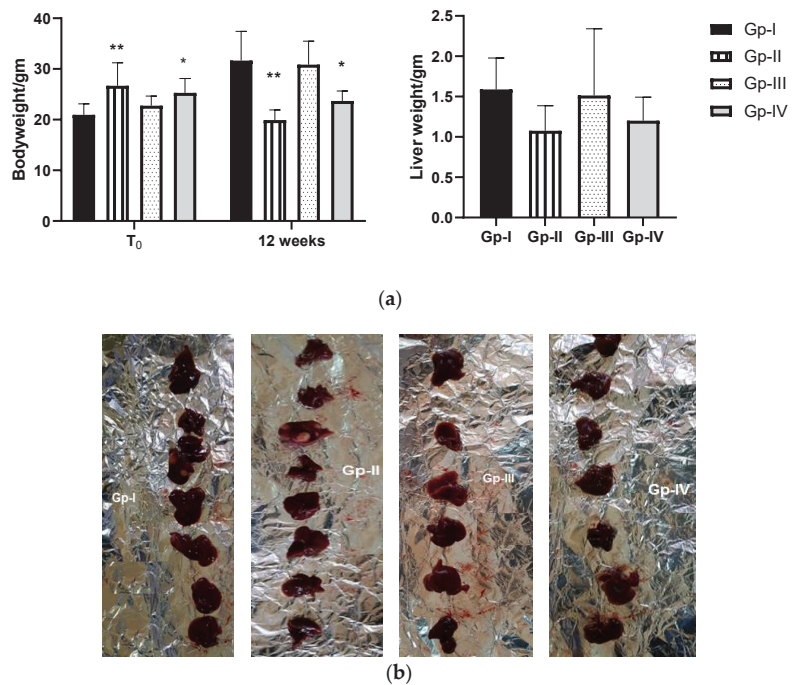 40
30
20
10
0
Bodyweight/gm
**
*
**
*
T0
12 weeks
2.5
2.0
1.5
1.0
0.5
0.0
Liver weight/gm
Gp-I
Gp-II
Gp-III
Gp-IV
Gp-I
Gp-II
Gp-III
Gp-IV
(a)
Gp-I
Gp-II
Gp-III
Gp-IV
(b)